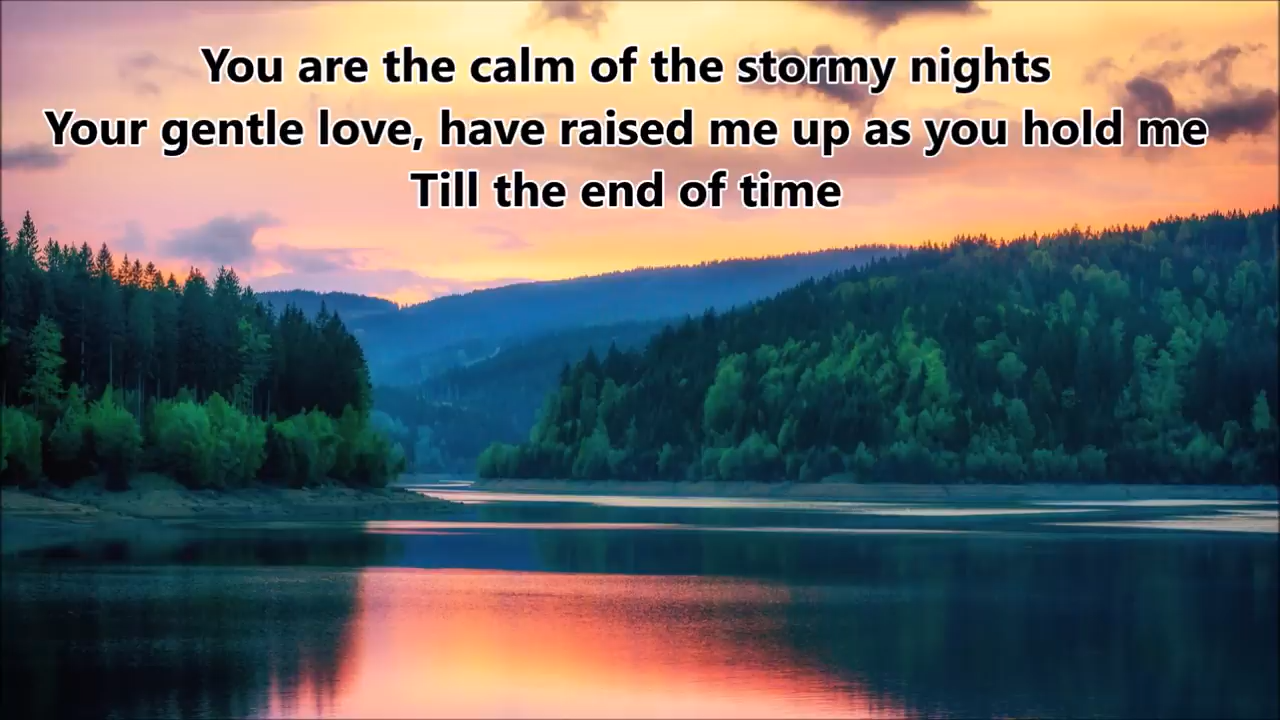 You are the calm of the stormy nights
Your gentle love, have raised me up as you hold me
Till the end of time